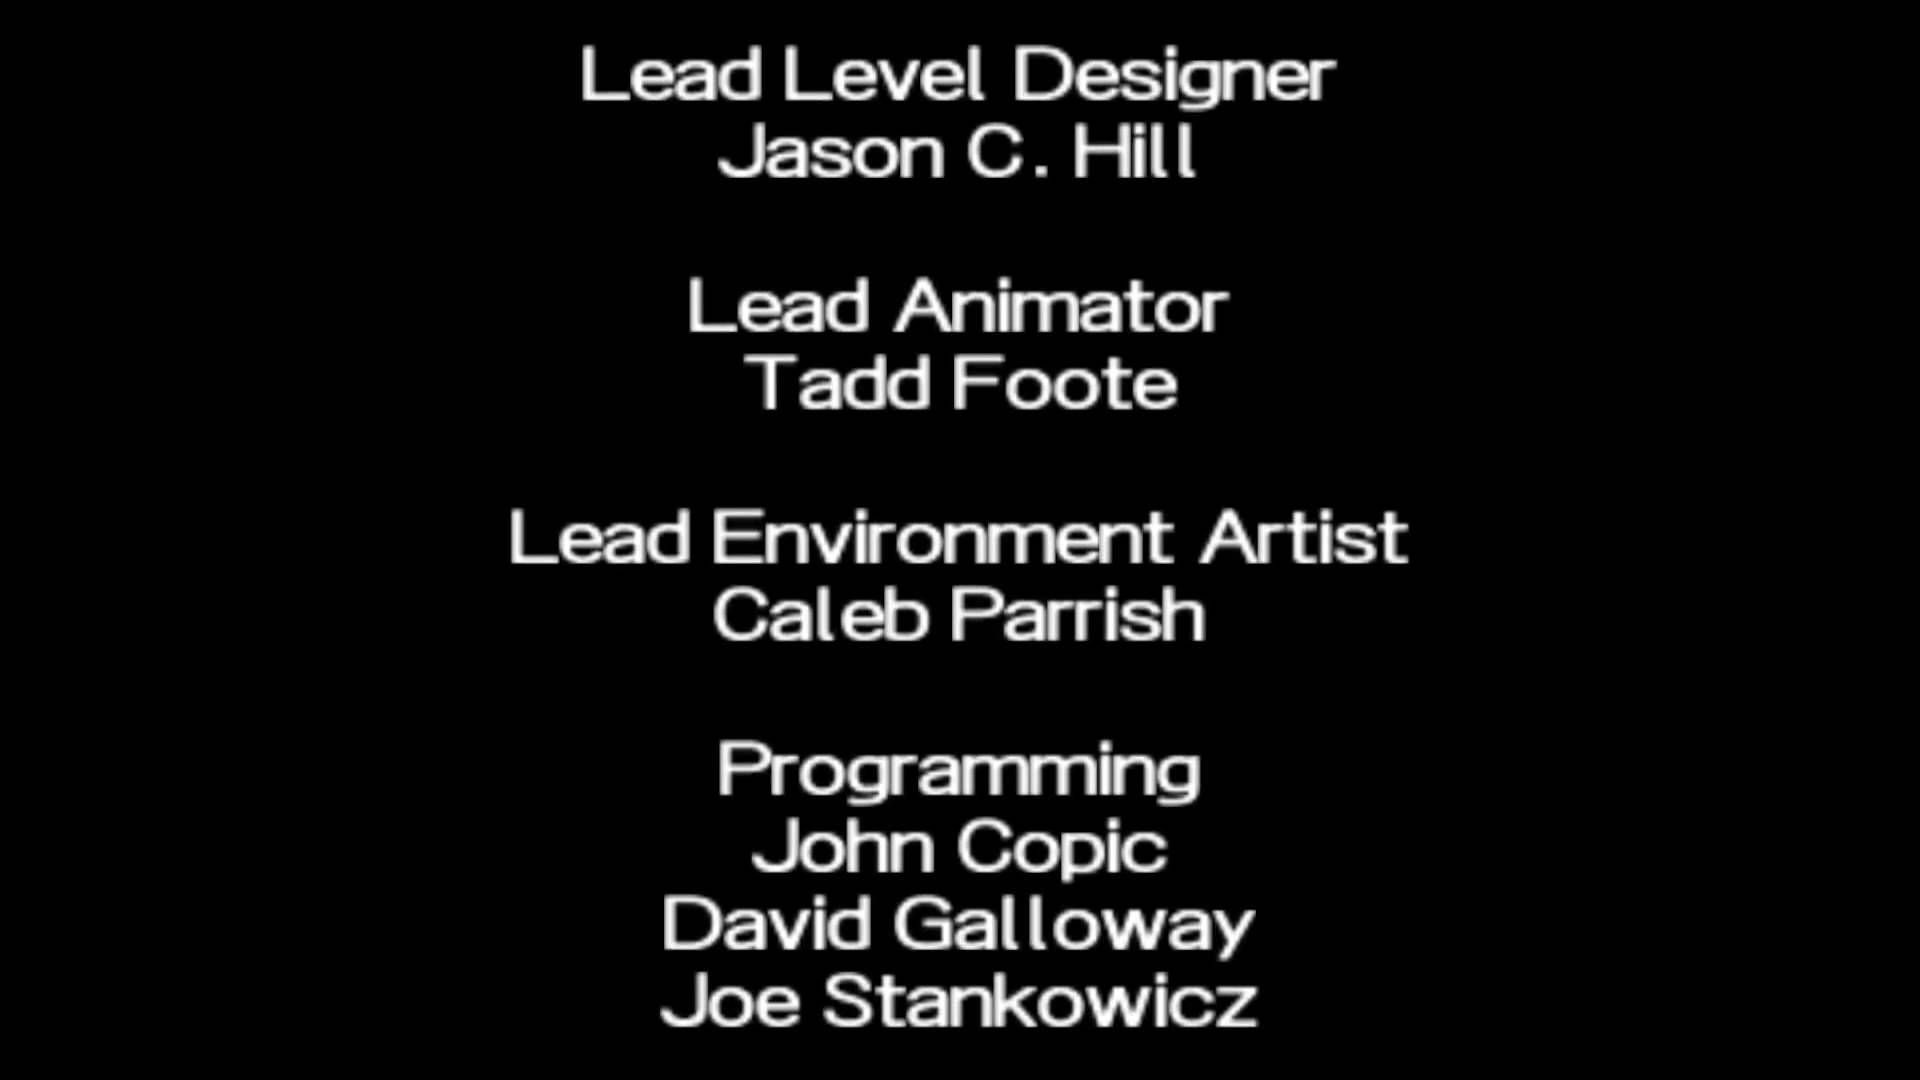 Lead Level Designer
Jason C. Hill
Lead Animator
Tadd Foote
Lead Environment Artist
Caleb Parrish
Programming
John Copic
David Galloway
Joe Stankowicz